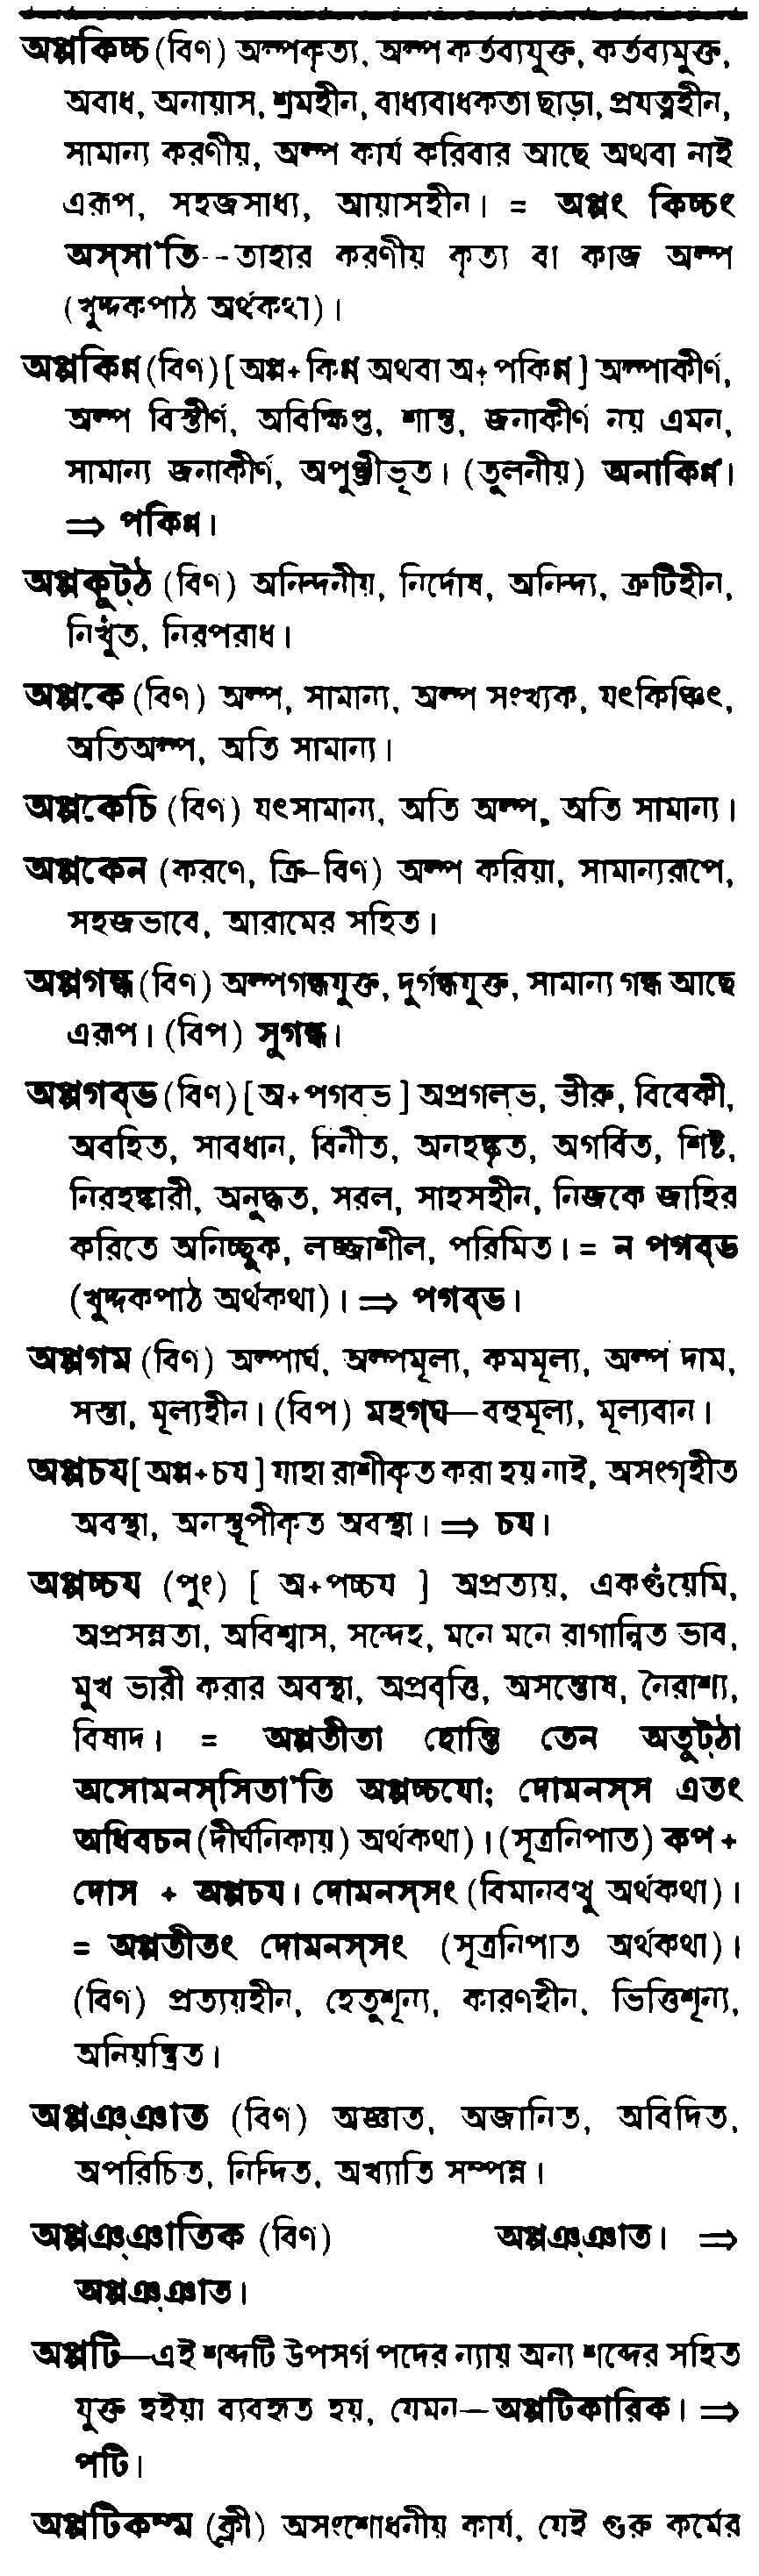 অপ্পকিচ্চ (বিণ) অল্পকৃত্য, অল্প কর্তব্যযুক্ত, কর্তব্যমুক্ত,
অবাধ, অনায়াস, শ্রমহীন, বাধ্যবাধকতা ছাড়া, প্রযত্নহীন,
সামান্য করণীয়, অল্প কার্য করিবার আছে অথবা নাই
এরূপ, সহজসাধ্য, আয়াসহীন। = অপ্পং কিচ্চং
অস্সা'তি--তাহার করণীয় কৃত্য বা কাজ অল্প
(খুদ্দকপাঠ অর্থকথা)।
অপ্পকিণ্ণ (বিণ) [ অপ্প+কিণ্ণ অথবা অ+পকিণ্ণ ] অল্পাকীর্ণ,
অল্প বিস্তীর্ণ, অবিক্ষিপ্ত, শান্ত, জনাকীর্ণ নয় এমন,
সামান্য জনাকীর্ণ, অপুঞ্জীভূত। (তুলনীয়) অনাকিণ্ণ।
⇒ পকিণ্ণ।
অপ্পকুট্ঠ (বিণ) অনিন্দনীয়, নির্দোষ, অনিন্দ্য, ত্রুটিহীন,
নিখুঁত, নিরপরাধ।
অপ্পকে (বিণ) অল্প, সামান্য, অল্প সংখ্যক, যৎকিঞ্চিৎ,
অতিঅল্প, অতি সামান্য।
অপ্পকেচি (বিণ) যৎসামান্য, অতি অল্প, অতি সামান্য।
অপ্পকেন (করণে, ক্রি-বিণ) অল্প করিয়া, সামান্যরূপে,
সহজভাবে, আরামের সহিত।
অপ্পগন্ধ (বিণ) অল্পগন্ধযুক্ত, দুর্গন্ধযুক্ত, সামান্য গন্ধ আছে
এরূপ। (বিপ) সুগন্ধ।
অপ্পগব্ভ (বিণ) [ অ+পগব্ভ ] অপ্রগল্ভ, ভীরু, বিবেকী,
অবহিত, সাবধান, বিনীত, অনহঙ্কৃত, অগর্বিত, শিষ্ট,
নিরহঙ্কারী, অনুদ্ধত, সরল, সাহসহীন, নিজকে জাহির
করিতে অনিচ্ছুক, লজ্জাশীল, পরিমিত। = ন পগব্ভ
(খুদ্দকপাঠ অর্থকথা)। ⇒ পগব্ভ।
অপ্পগম (বিণ) অল্পার্ঘ, অল্পমূল্য, কমমূল্য, অল্প দাম,
সস্তা, মূল্যহীন। (বিপ) মহগ্ঘ—বহুমূল্য, মূল্যবান।
অপ্পচয [ অপ্প+চয ] যাহা রাশীকৃত করা হয় নাই, অসংগৃহীত
অবস্থা, অনস্তূপীকৃত অবস্থা। ⇒ চয।
অপ্পচ্চয (পুং) [ অ+পচ্চয ] অপ্রত্যয়, একগুঁয়েমি,
অপ্রসন্নতা, অবিশ্বাস, সন্দেহ, মনে মনে রাগান্বিত ভাব,
মুখ ভারী করার অবস্থা, অপ্রবৃত্তি, অসন্তোষ, নৈরাশ্য,
বিষাদ। = অপ্পতীতা হোন্তি তেন অতুট্ঠা
অসোমনস্সিতা'তি অপ্পচ্চযো; দোমনস্স এতং
অধিবচন (দীর্ঘনিকায়) অর্থকথা)। (সূত্রনিপাত) কপ +
দোস + অপ্পচয। দোমনস্সং (বিমানবত্থু অর্থকথা)।
= অপ্পতীতং দোমনস্সং (সূত্রনিপাত অর্থকথা)।
(বিণ) প্রত্যয়হীন, হেতুশূন্য, কারণহীন, ভিত্তিশূন্য,
অনিয়ন্ত্রিত।
অপ্পঞ্ঞাত (বিণ) অজ্ঞাত, অজানিত, অবিদিত,
অপরিচিত, নিন্দিত, অখ্যাতি সম্পন্ন।
অপ্পঞ্ঞাতিক (বিণ) অপ্পঞ্ঞাত। ⇒
অপ্পঞ্ঞাত।
অপ্পটি—এই শব্দটি উপসর্গ পদের ন্যায় অন্য শব্দের সহিত
যুক্ত হইয়া ব্যবহৃত হয়, যেমন—অপ্পটিকারিক। ⇒
পটি।
অপ্পটিকম্ম (ক্লী) অসংশোধনীয় কার্য, যেই গুরু কর্মের